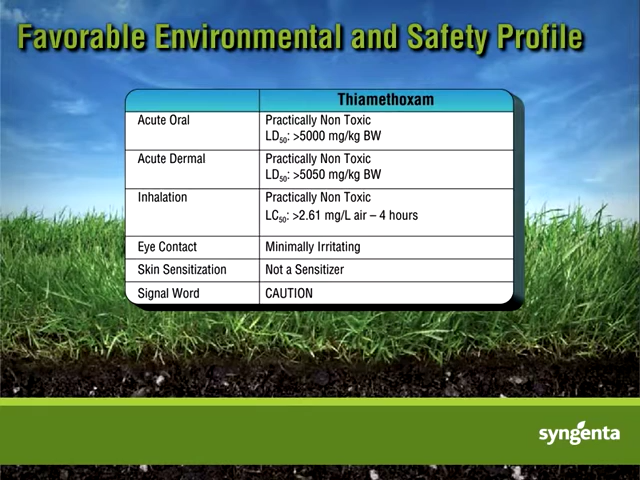 Favorable Environmental and Safety Profile
Thiamethoxam
Acute Oral
Practically Non Toxic
LD50: >5000 mg/kg BW
Acute Dermal
Practically Non Toxic
LD50: >5050 mg/kg BW
Inhalation
Practically Non Toxic
LC50: >2.61 mg/L air – 4 hours
Eye Contact
Minimally Irritating
Skin Sensitization
Not a Sensitizer
Signal Word
CAUTION
syngenta